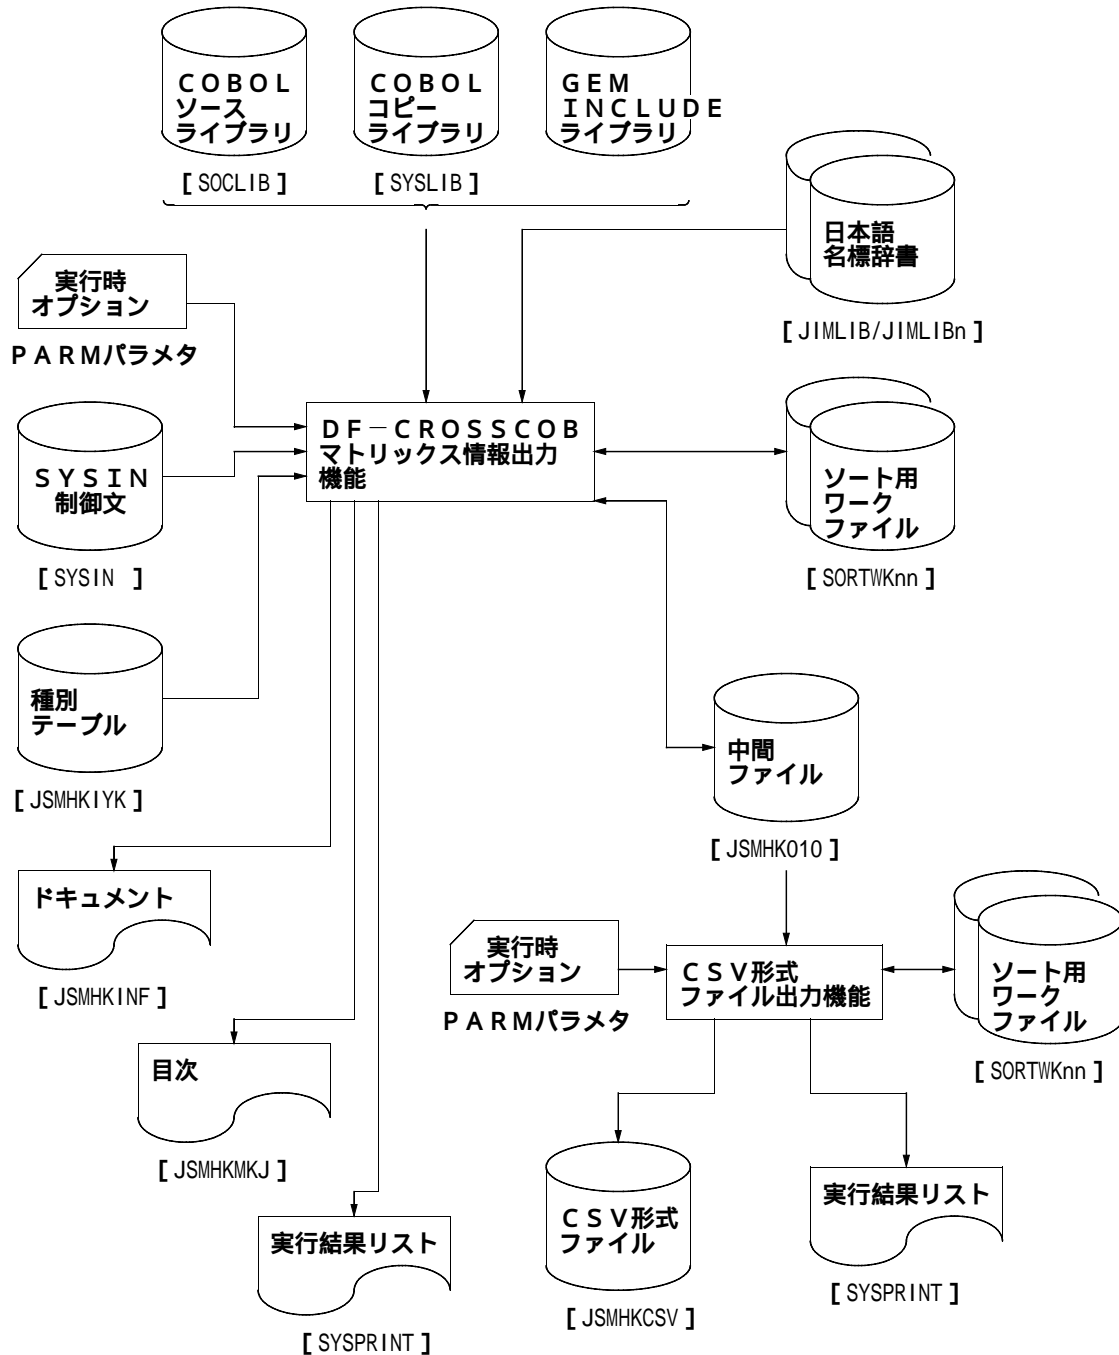 ＣＯＢＯＬ
ソース
ライブラリ
［SOCLIB］
ＣＯＢＯＬ
コピー
ライブラリ
［SYSLIB］
ＧＥＭ
ＩＮＣＬＵＤＥ
ライブラリ
日本語
名標辞書
［JIMLIB/JIMLIBn］
実行時
オプション
ＰＡＲＭパラメタ
ＤＦ－ＣＲＯＳＳＣＯＢ
マトリックス情報出力
機能
ＳＹＳＩＮ
制御文
［SYSIN ］
ソート用
ワーク
ファイル
［SORTWKnn］
種別
テーブル
［JSMHKIYK］
中間
ファイル
［JSMHK010］
ドキュメント
［JSMHKINF］
実行時
オプション
ＰＡＲＭパラメタ
ＣＳＶ形式
ファイル出力機能
ソート用
ワーク
ファイル
［SORTWKnn］
目次
［JSMHKMKJ］
実行結果リスト
［SYSPRINT］
ＣＳＶ形式
ファイル
［JSMHKCSV］
実行結果リスト
［SYSPRINT］